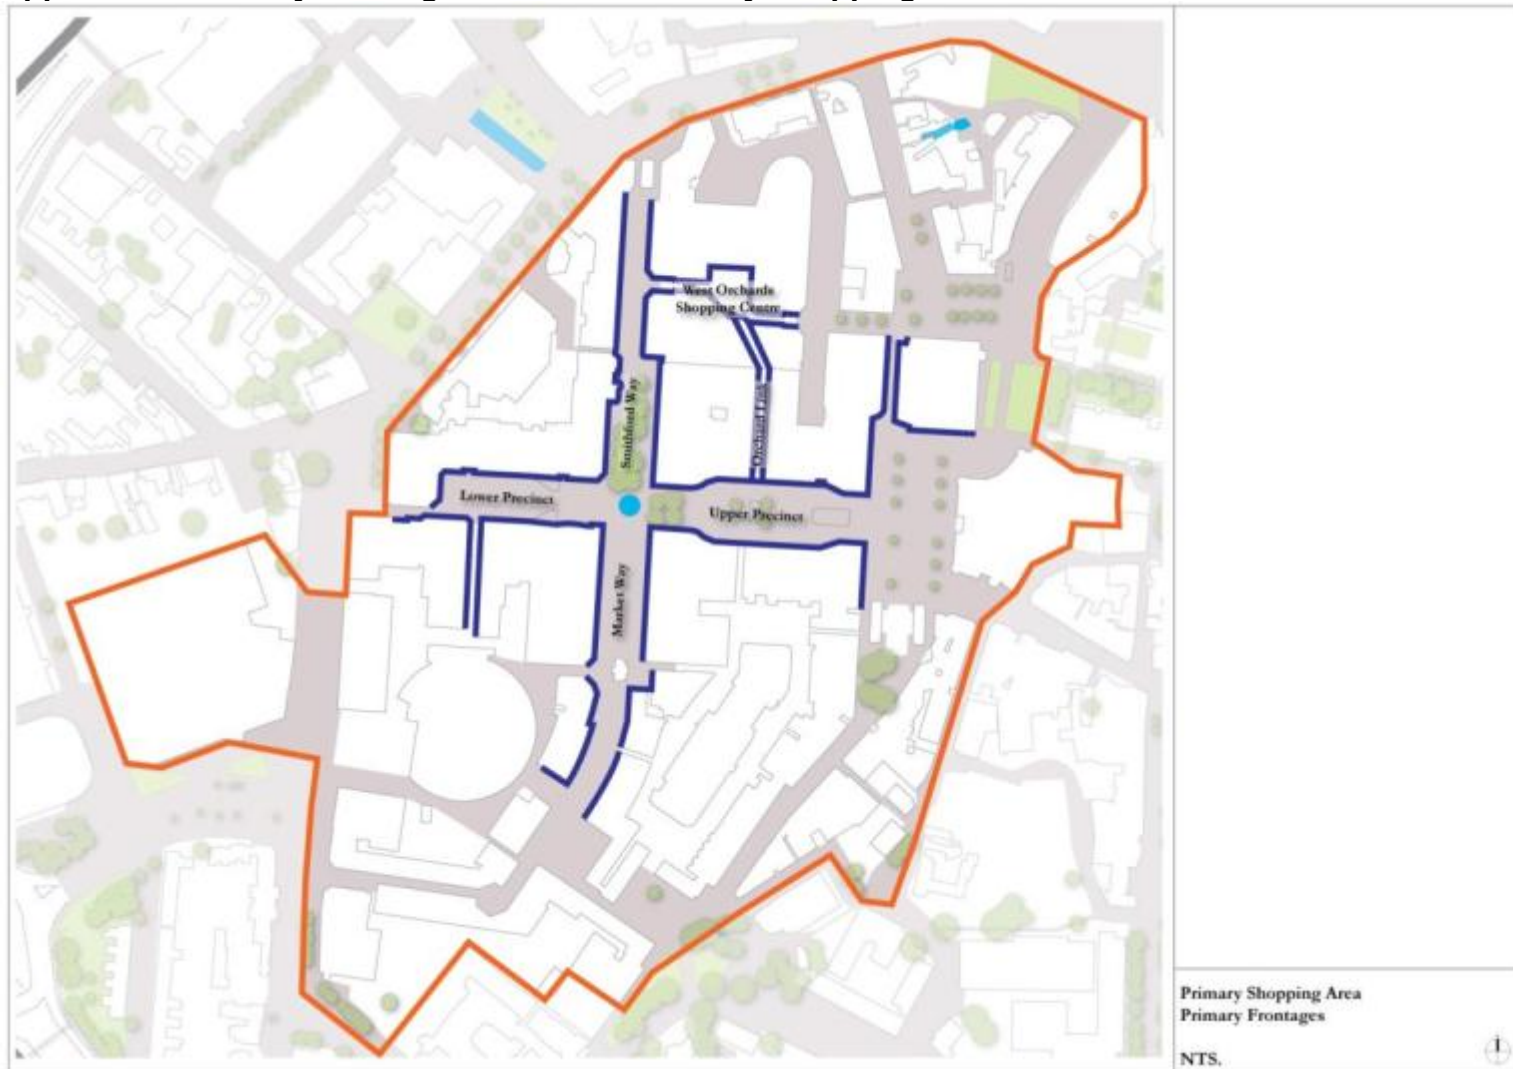 West Orchards
Shopping Centre
Smithford Way
Orchard Link
Lower Precinct
Upper Precinct
Market Way
Primary Shopping Area
Primary Frontages
NTS.